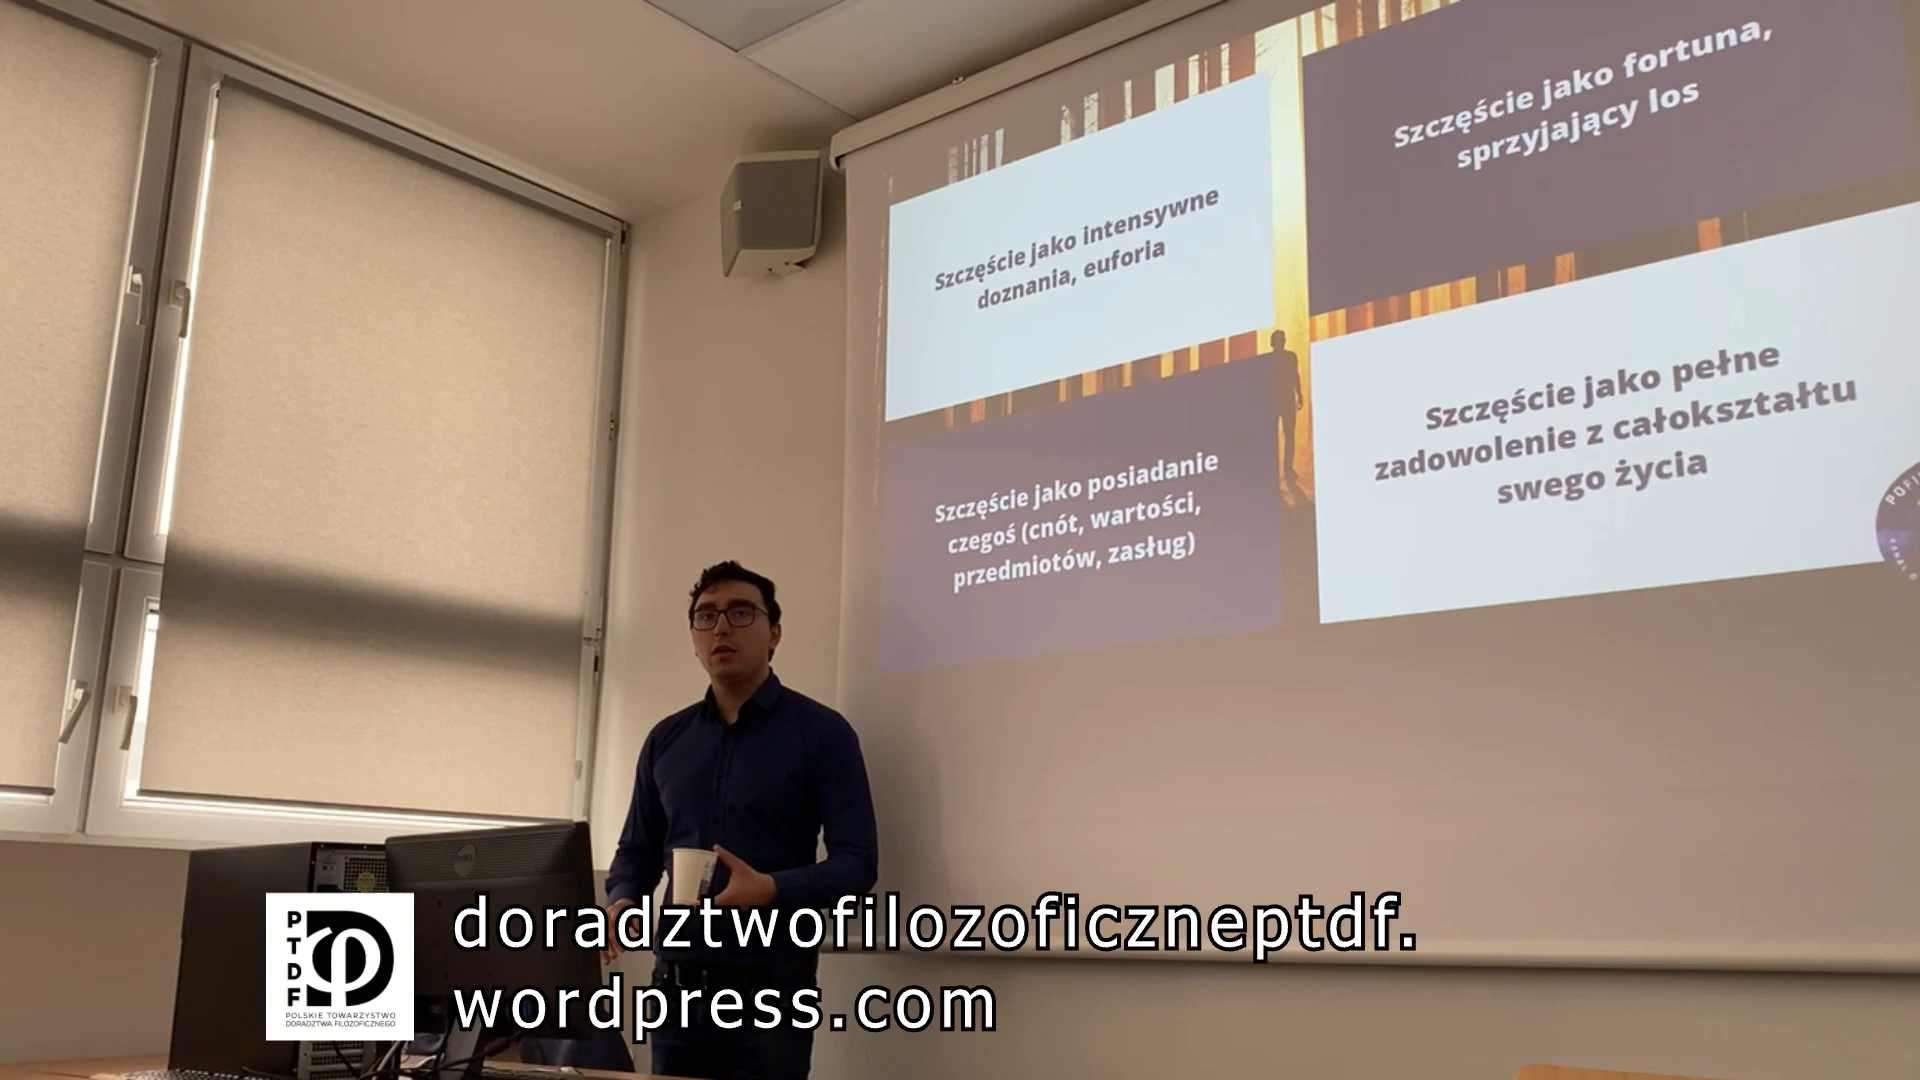 Szczęście jako intensywne
doznania, euforia
Szczęście jako fortuna,
sprzyjający los
Szczęście jako posiadanie
czegoś (cnót, wartości,
przedmiotów, zasług)
Szczęście jako pełne
zadowolenie z całokształtu
swego życia
PTDF
POLSKIE TOWARZYSTWO
DORADZTWA FILOZOFICZNEGO
doradztwofilozoficzneptdf.
wordpress.com